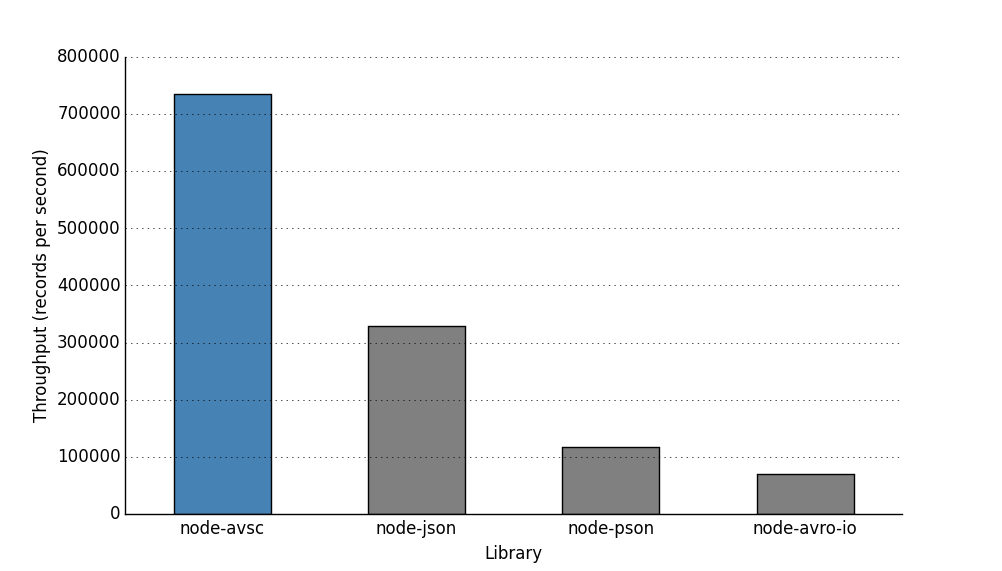 800000
700000
600000
500000
400000
300000
200000
100000
0
Throughput (records per second)
node-avsc
node-json
node-pson
node-avro-io
Library